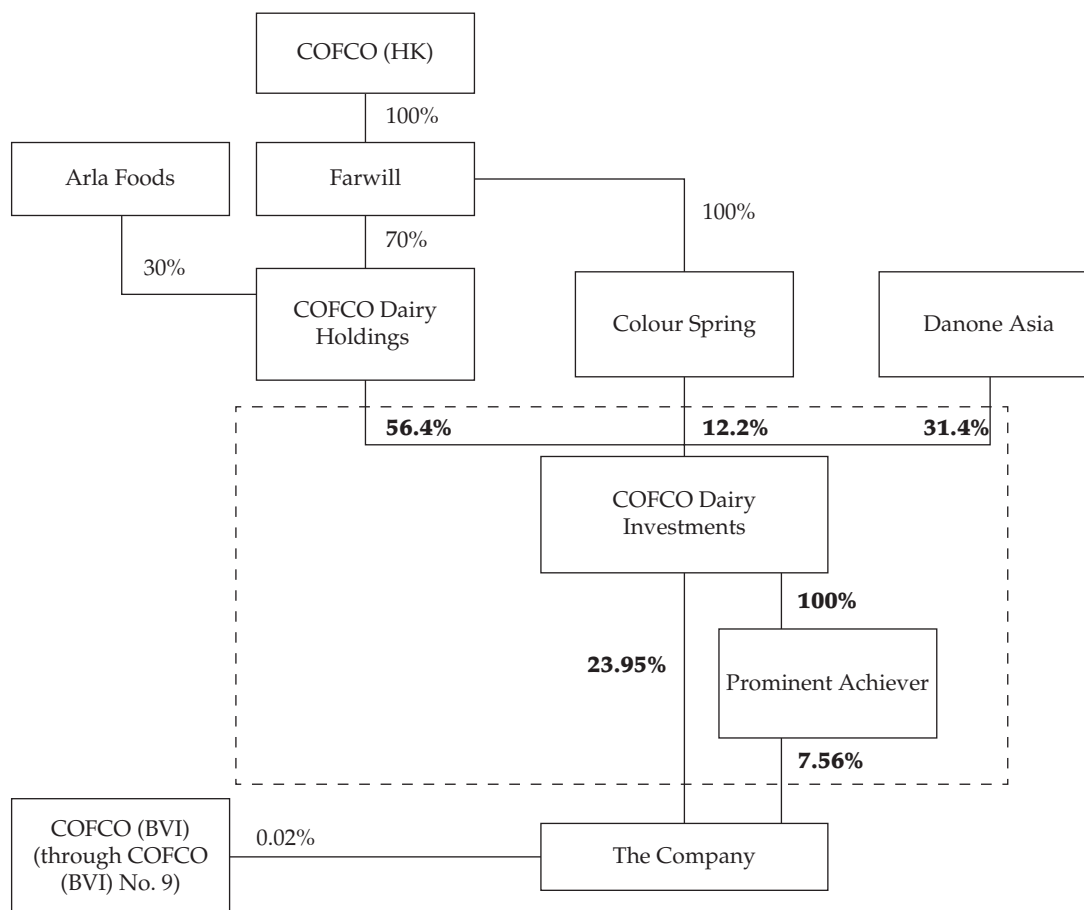 COFCO (HK)
100%
Arla Foods
Farwill
100%
70%
30%
COFCO Dairy
Holdings
Colour Spring
Danone Asia
56.4%
12.2%
31.4%
COFCO Dairy
Investments
100%
23.95%
Prominent Achiever
7.56%
COFCO (BVI)
(through COFCO
(BVI) No. 9)
0.02%
The Company